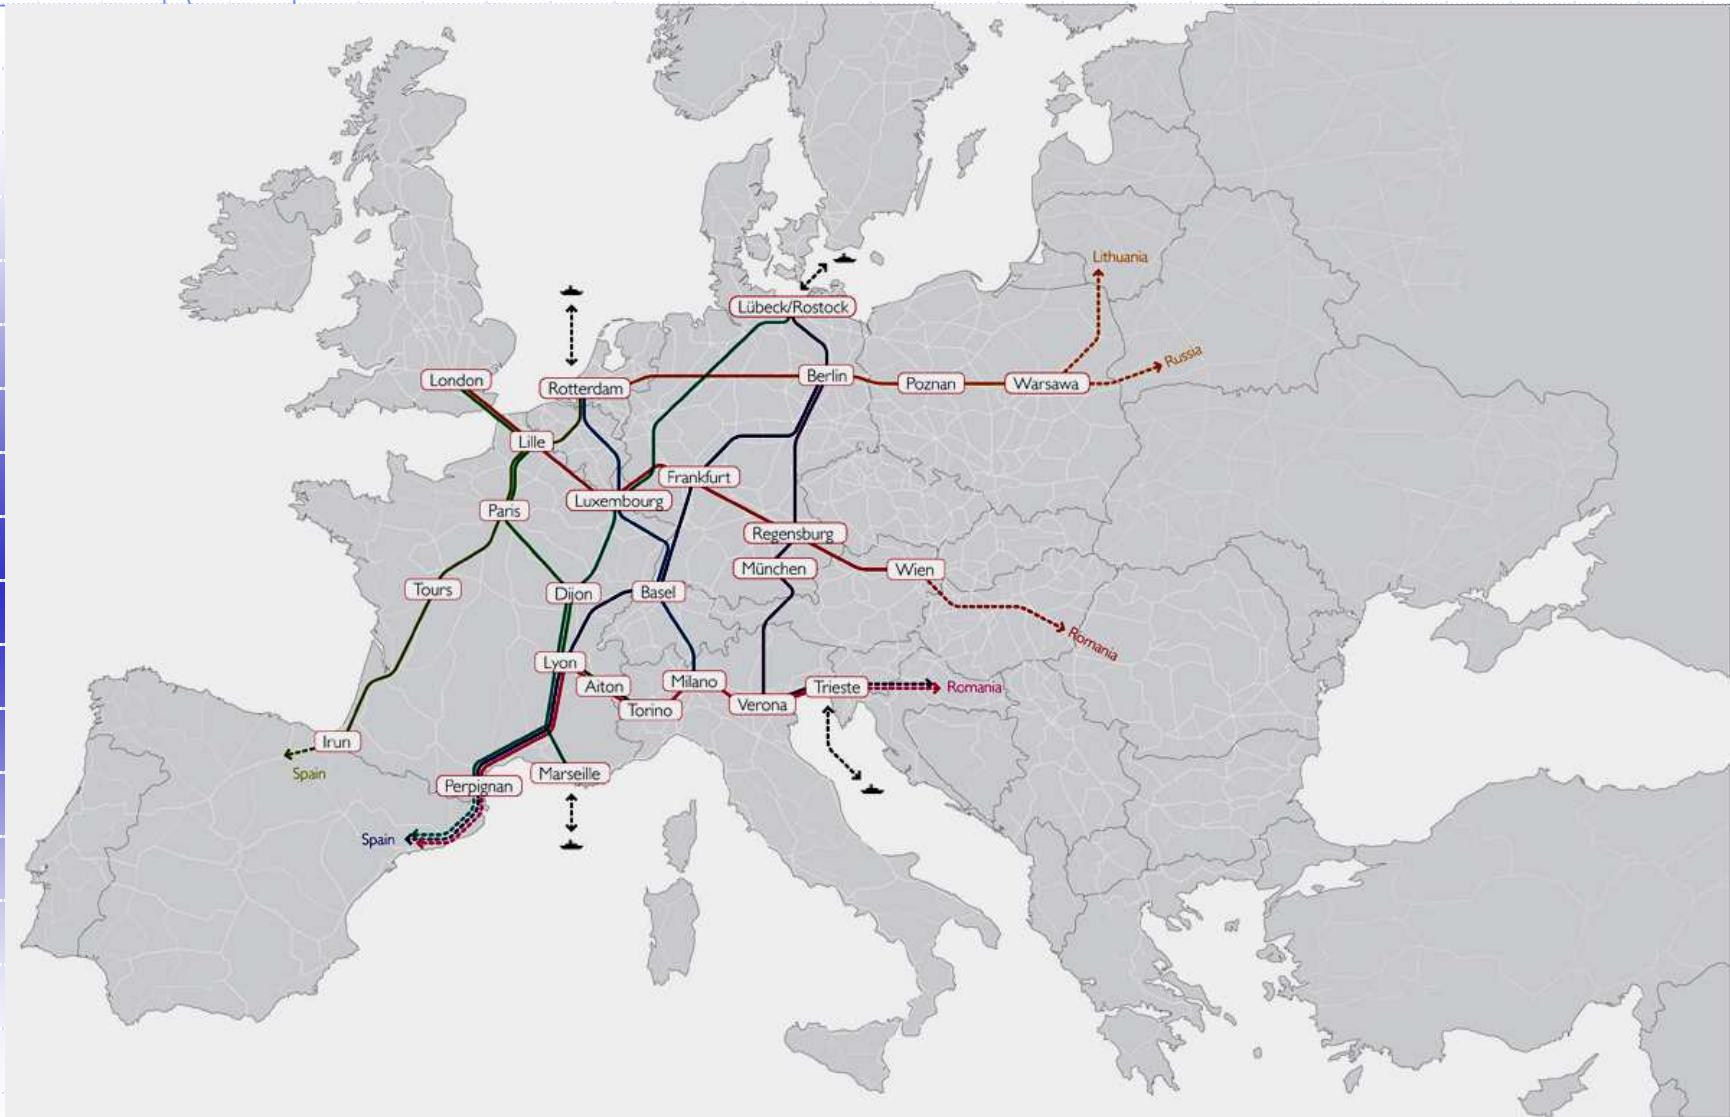 Lithuania
Lübeck/Rostock
Russia
London
Rotterdam
Berlin
Poznan
Warsawa
Lille
Frankfurt
Luxembourg
Paris
Regensburg
München
Wien
Tours
Dijon
Basel
Romania
Lyon
Aiton
Milano
Trieste
Romania
Torino
Verona
Irun
Spain
Marseille
Perpignan
Spain